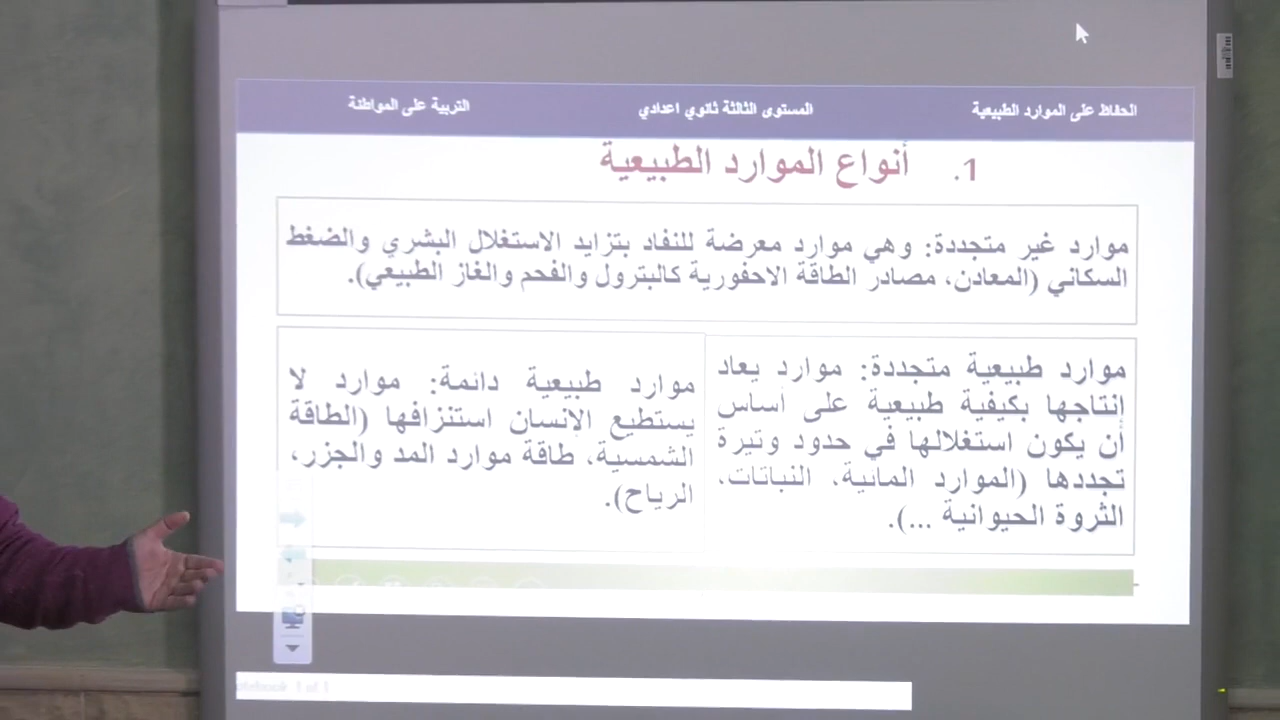 الحفاظ على الموارد الطبيعية
المستوى الثالثة ثانوي اعدادي
التربية على المواطنة
1. أنواع الموارد الطبيعية
موارد غير متجددة: وهي موارد معرضة للنفاد بتزايد الاستغلال البشري والضغط
السكاني (المعادن، مصادر الطاقة الاحفورية كالبترول والفحم والغاز الطبيعي).
موارد طبيعية متجددة: موارد يعاد
إنتاجها بكيفية طبيعية على أساس
أن يكون استغلالها في حدود وتيرة
تجددها (الموارد المائية، النباتات،
الثروة الحيوانية ...).
موارد طبيعية دائمة: موارد لا
يستطيع الإنسان استنزافها (الطاقة
الشمسية، طاقة موارد المد والجزر،
الرياح).